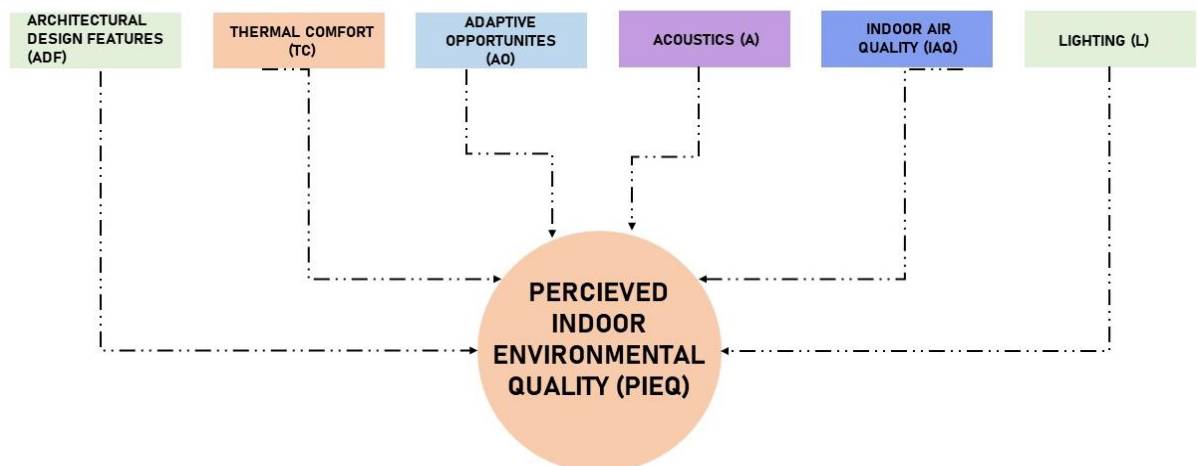 ARCHITECTURAL
DESIGN FEATURES
(ADF)
THERMAL COMFORT
(TC)
ADAPTIVE
OPPORTUNITES
(AO)
ACOUSTICS (A)
INDOOR AIR
QUALITY (IAQ)
LIGHTING (L)
PERCIEVED
INDOOR
ENVIRONMENTAL
QUALITY (PIEQ)